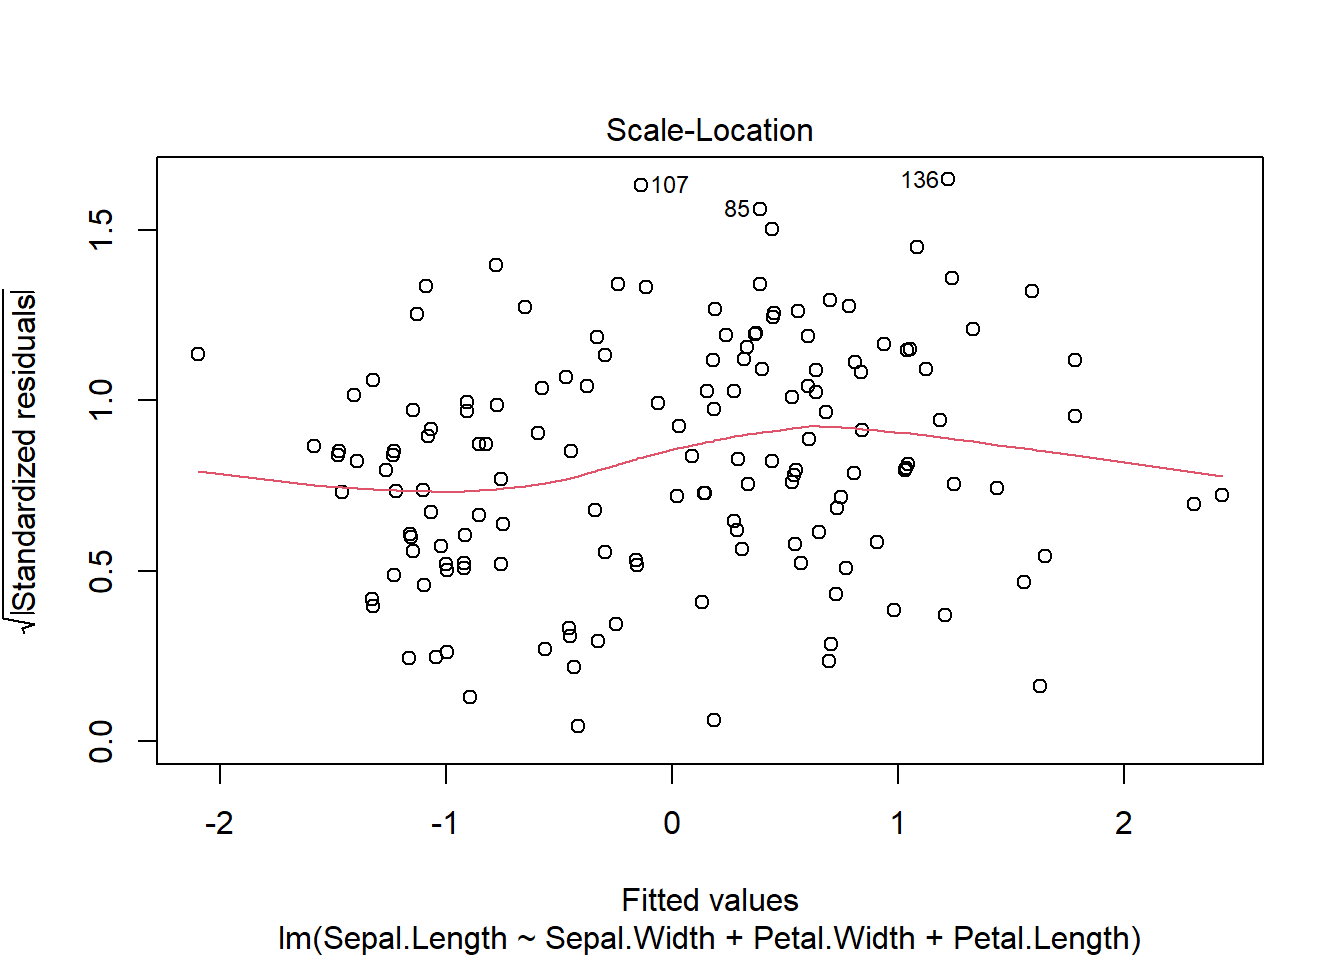 Scale-Location
107
136
85
√|Standardized residuals|
1.5
1.0
0.5
0.0
-2 -1 0 1 2
Fitted values
lm(Sepal.Length ~ Sepal.Width + Petal.Width + Petal.Length)